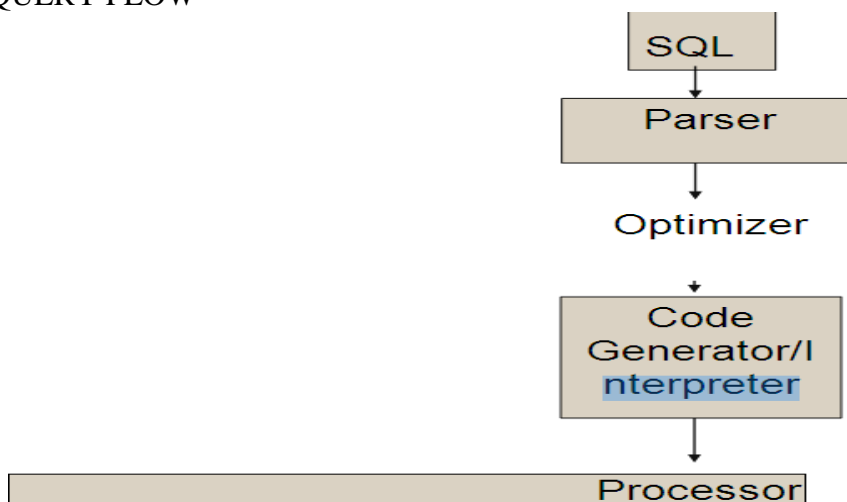 QUERY FLOW
SQL
Parser
Optimizer
Code
Generator/I
nterpreter
Processor